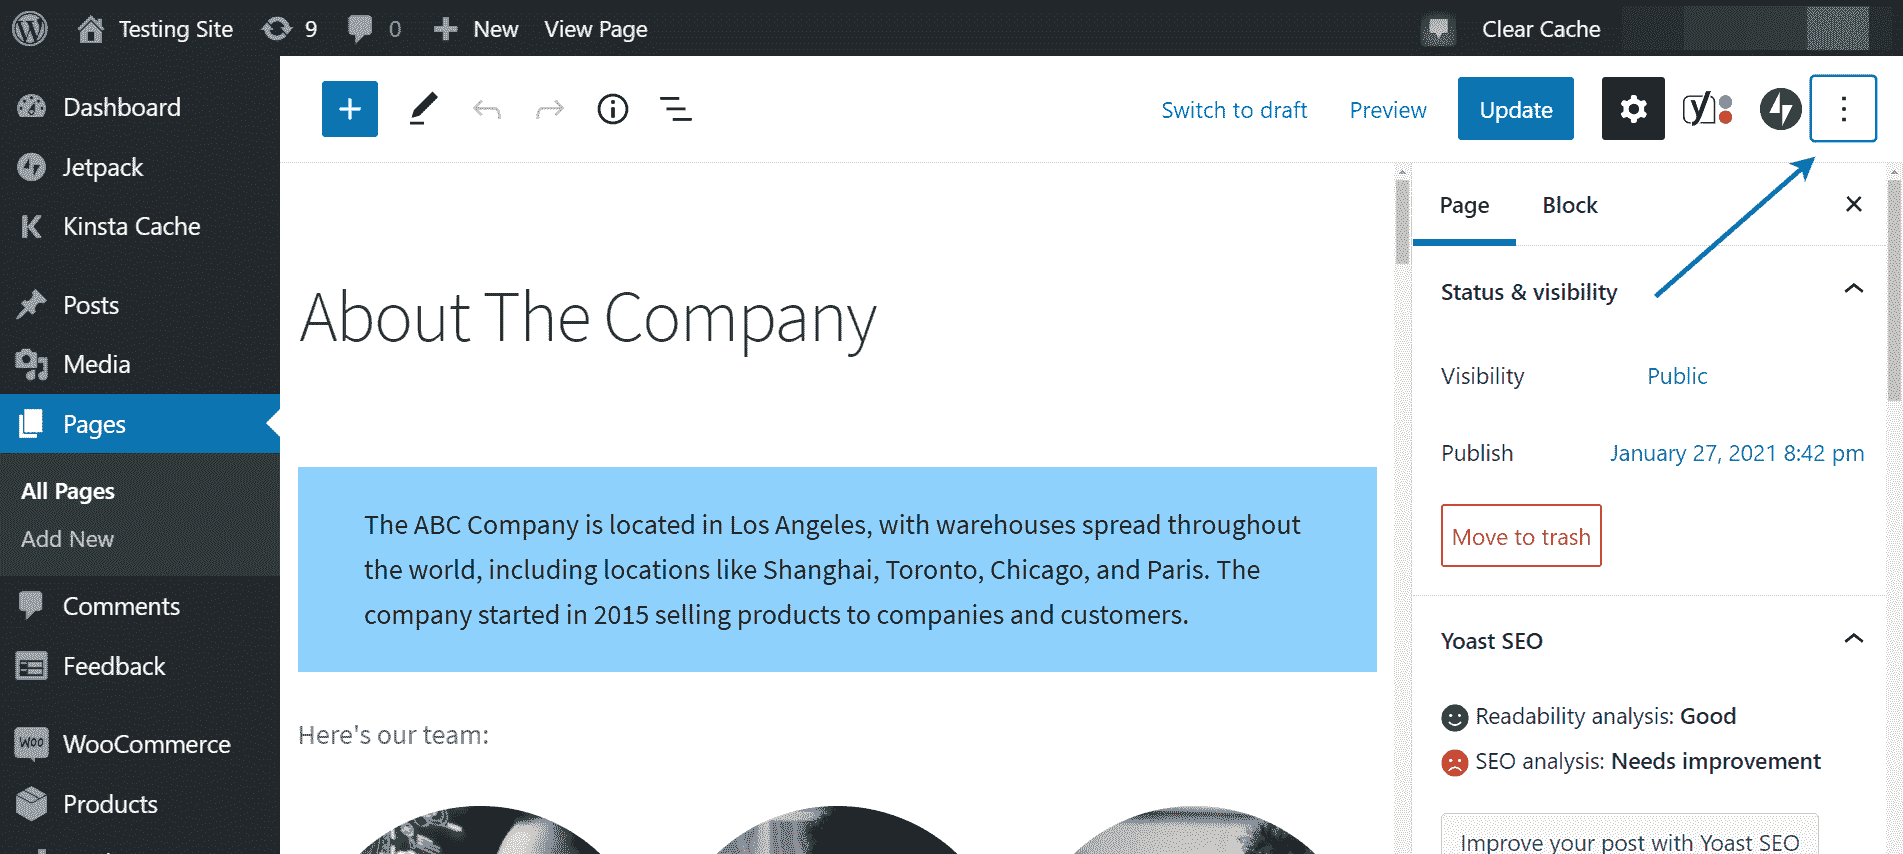 Testing Site 9 0 New View Page Clear Cache
Dashboard
Jetpack
Kinsta Cache
Posts
Media
Pages
All Pages
Add New
Comments
Feedback
WOO WooCommerce
Products
Switch to draft Preview Update
About The Company
The ABC Company is located in Los Angeles, with warehouses spread throughout
the world, including locations like Shanghai, Toronto, Chicago, and Paris. The
company started in 2015 selling products to companies and customers.
Here's our team:
Page Block
Status & visibility
Visibility Public
Publish January 27, 2021 8:42 pm
Move to trash
Yoast SEO
Readability analysis: Good
SEO analysis: Needs improvement
Improve your post with Yoast SEO